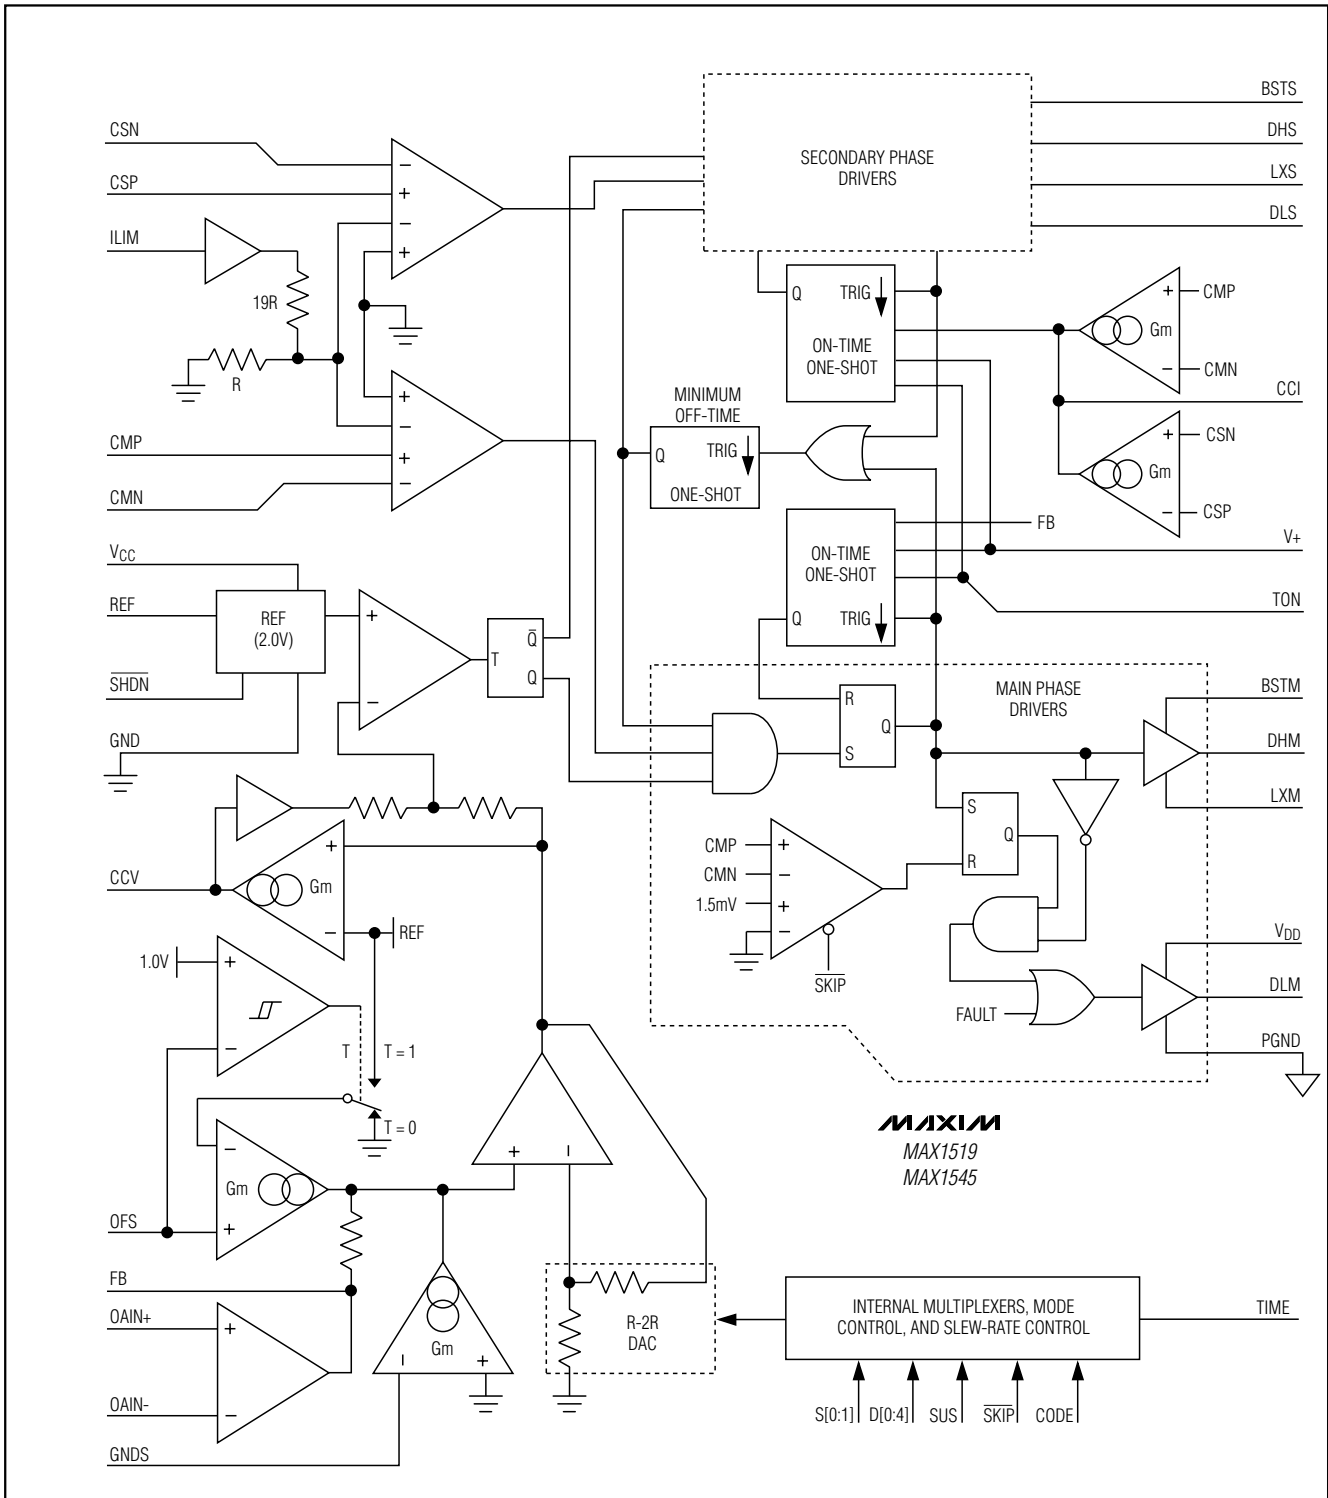 CSN
CSP
ILIM
19R
R
CMP
CMN
−
+
−
+
+
−
+
−
SECONDARY PHASE
DRIVERS
BSTS
DHS
LXS
DLS
Q
TRIG
ON-TIME
ONE-SHOT
+
CMP
Gm
−
CMN
CCI
+
CSN
Gm
−
CSP
MINIMUM
OFF-TIME
Q
TRIG
ONE-SHOT
FB
ON-TIME
ONE-SHOT
Q
TRIG
V+
TON
VCC
REF
REF
(2.0V)
S̅H̅D̅N̅
GND
+
−
T
Q̅
Q
MAIN PHASE
DRIVERS
R
S
Q
BSTM
DHM
LXM
S
Q
R
CMP
+
CMN
−
1.5mV
+
−
S̅K̅I̅P̅
FAULT
VDD
DLM
PGND
CCV
+
Gm
−
REF
1.0V
+
−
T
T = 1
T = 0
−
Gm
+
OFS
FB
OAIN+
+
OAIN-
−
GNDS
−
+
Gm
+
−
R-2R
DAC
MAXIM
MAX1519
MAX1545
INTERNAL MULTIPLEXERS, MODE
CONTROL, AND SLEW-RATE CONTROL
TIME
S[0:1]
D[0:4]
SUS
S̅K̅I̅P̅
CODE